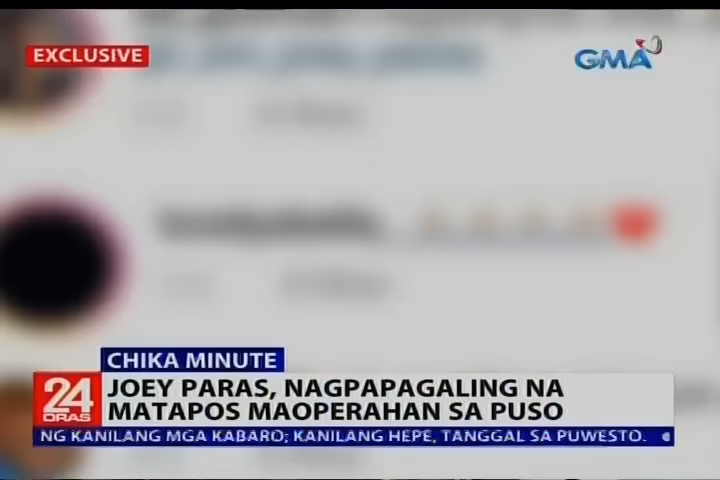 EXCLUSIVE
GMA
CHIKA MINUTE
24
ORAS
JOEY PARAS, NAGPAPAGALING NA
MATAPOS MAOPERAHAN SA PUSO
NG KANILANG MGA KABARO; KANILANG HEPE, TANGGAL SA PUWESTO.